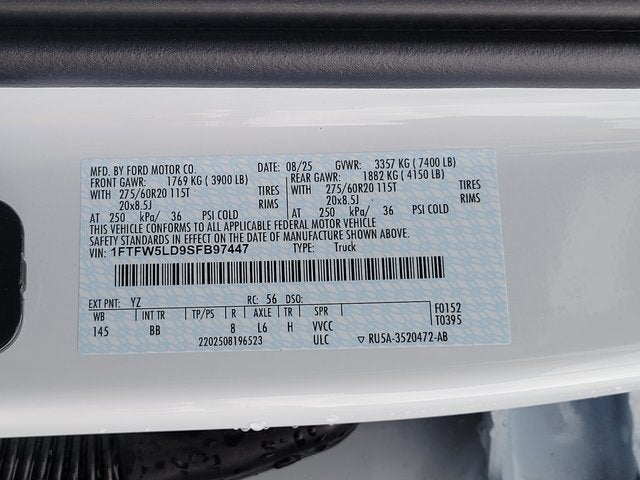 MFD. BY FORD MOTOR CO. DATE: 08/25 GVWR: 3357 KG ( 7400 LB)
FRONT GAWR: 1769 KG ( 3900 LB) REAR GAWR: 1882 KG ( 4150 LB)
WITH 275/60R20 115T TIRES WITH 275/60R20 115T TIRES
20x8.5J RIMS 20x8.5J RIMS
AT 250 kPa/ 36 PSI COLD AT 250 kPa/ 36 PSI COLD
THIS VEHICLE CONFORMS TO ALL APPLICABLE FEDERAL MOTOR VEHICLE
SAFETY STANDARDS IN EFFECT ON THE DATE OF MANUFACTURE SHOWN ABOVE.
VIN: 1FTFW5LD9SFB97447 TYPE: Truck
EXT PNT: YZ RC: 56 DSO:
WB INT TR TP/PS R AXLE TR SPR
145 BB 8 L6 H VVCC
2202508196523 ULC
F0152
T0395
RU5A-3520472-AB